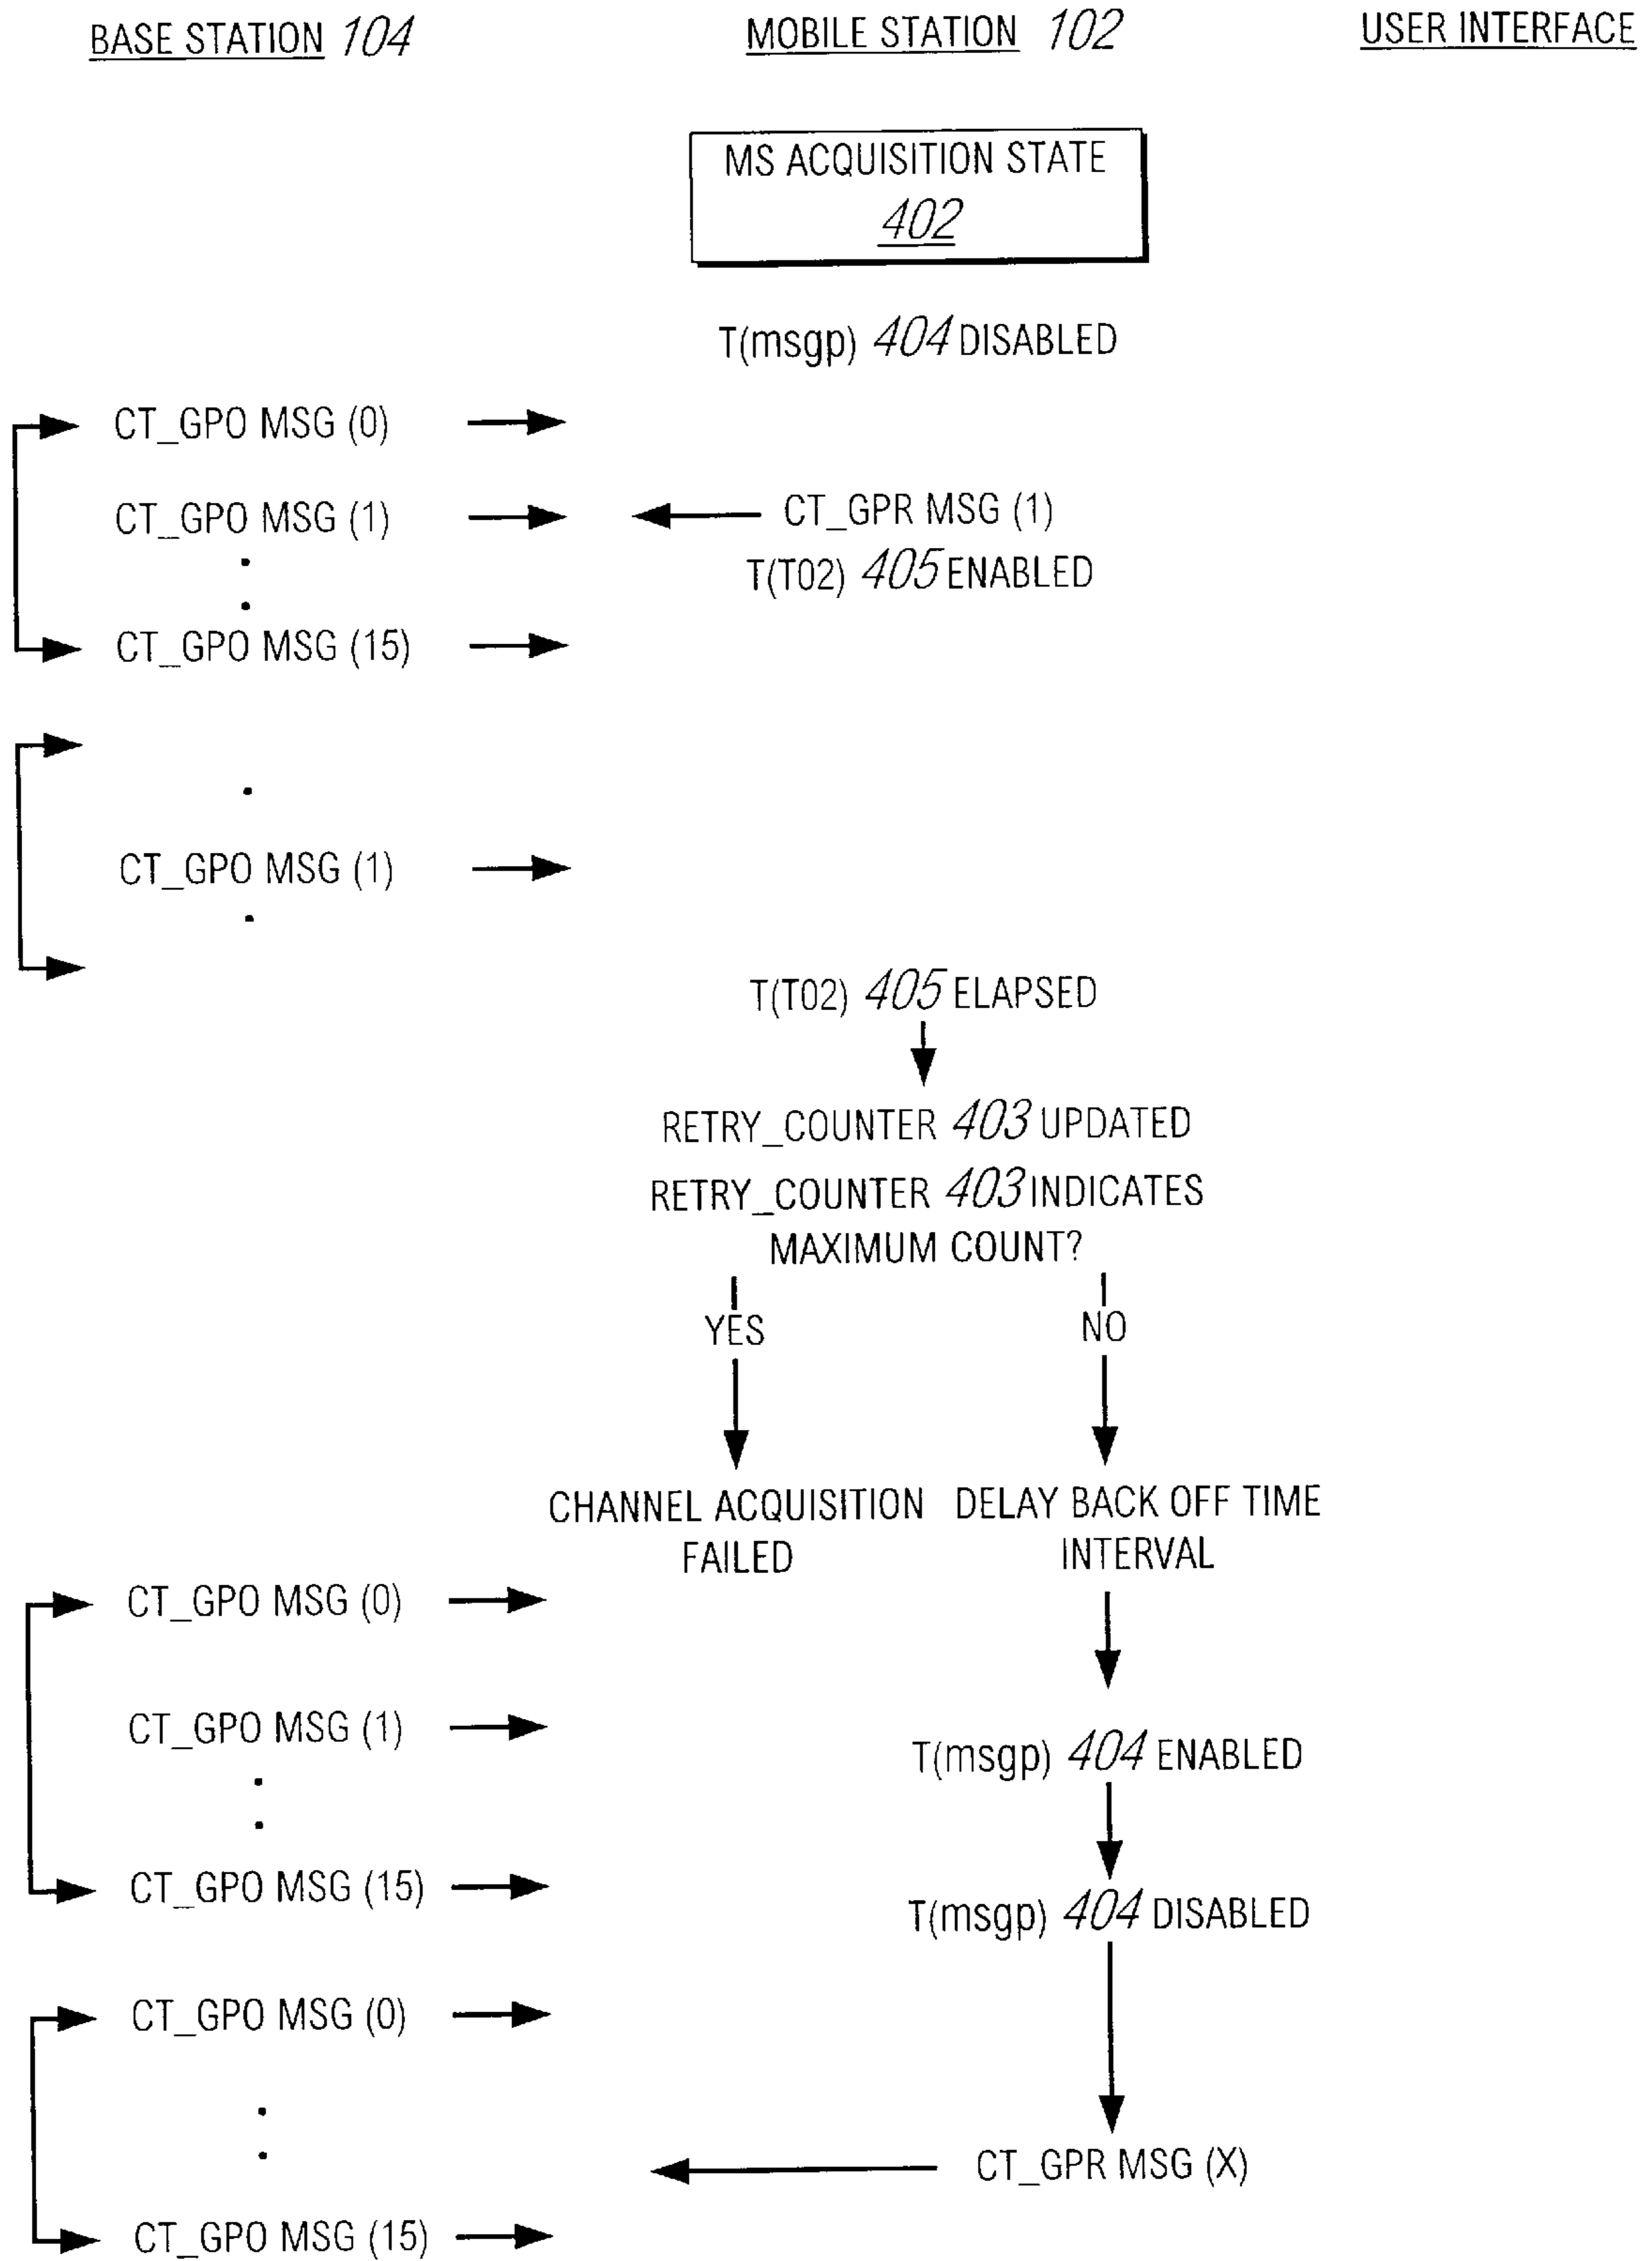 BASE STATION 104 MOBILE STATION 102 USER INTERFACE
MS ACQUISITION STATE
402
T(msgp) 404 DISABLED
CT_GPO MSG (0)
CT_GPO MSG (1) CT_GPR MSG (1)
T(T02) 405 ENABLED
CT_GPO MSG (15)
CT_GPO MSG (1)
T(T02) 405 ELAPSED
RETRY_COUNTER 403 UPDATED
RETRY_COUNTER 403 INDICATES
MAXIMUM COUNT?
YES NO
CHANNEL ACQUISITION DELAY BACK OFF TIME
FAILED INTERVAL
CT_GPO MSG (0)
CT_GPO MSG (1)
T(msgp) 404 ENABLED
CT_GPO MSG (15)
T(msgp) 404 DISABLED
CT_GPO MSG (0)
CT_GPR MSG (X)
CT_GPO MSG (15)